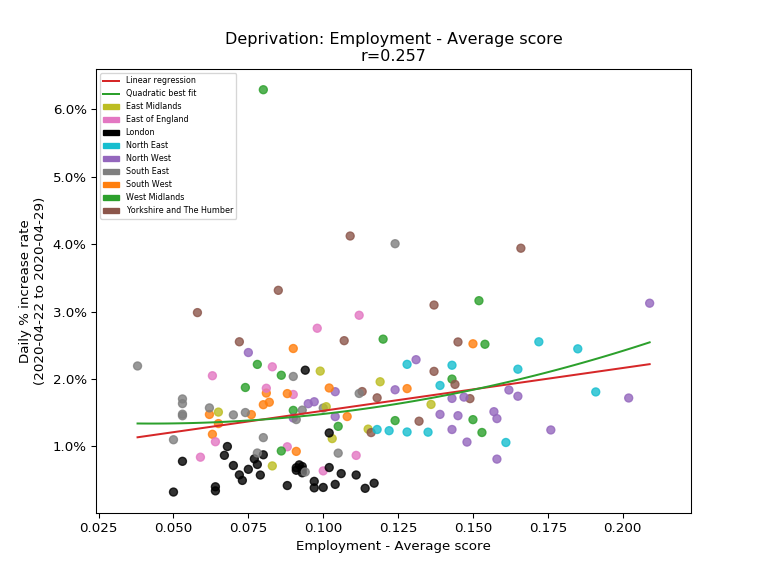 Deprivation: Employment - Average score
r=0.257
Linear regression
Quadratic best fit
East Midlands
East of England
London
North East
North West
South East
South West
West Midlands
Yorkshire and The Humber
6.0%
5.0%
4.0%
3.0%
2.0%
1.0%
Daily % increase rate
(2020-04-22 to 2020-04-29)
0.025 0.050 0.075 0.100 0.125 0.150 0.175 0.200
Employment - Average score